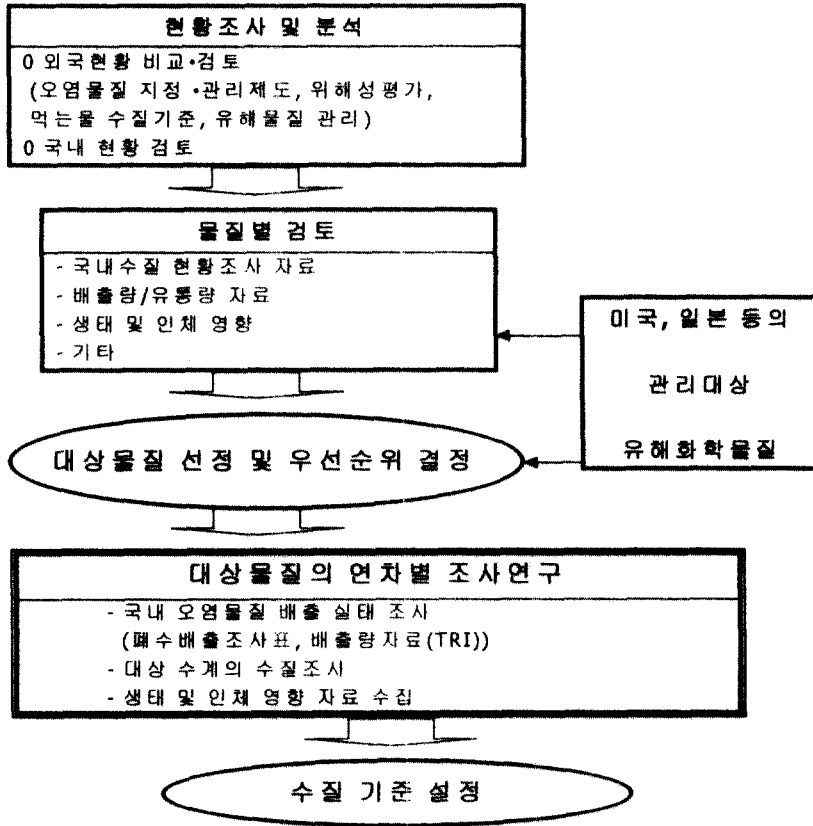 현황조사 및 분석
0 외국현황 비교•검토
(오염물질 지정 •관리제도, 위해성평가,
먹는물 수질기준, 유해물질 관리)
0 국내 현황 검토
물질별 검토
- 국내수질 현황조사 자료
- 배출량/유통량 자료
- 생태 및 인체 영향
- 기타
미국, 일본 등의
관리대상
유해화학물질
대상물질 선정 및 우선순위 결정
대상물질의 연차별 조사연구
- 국내 오염물질 배출 실태 조사
(폐수배출조사표, 배출량자료(TRI))
- 대상 수계의 수질조사
- 생태 및 인체 영향 자료 수집
수질 기준 설정